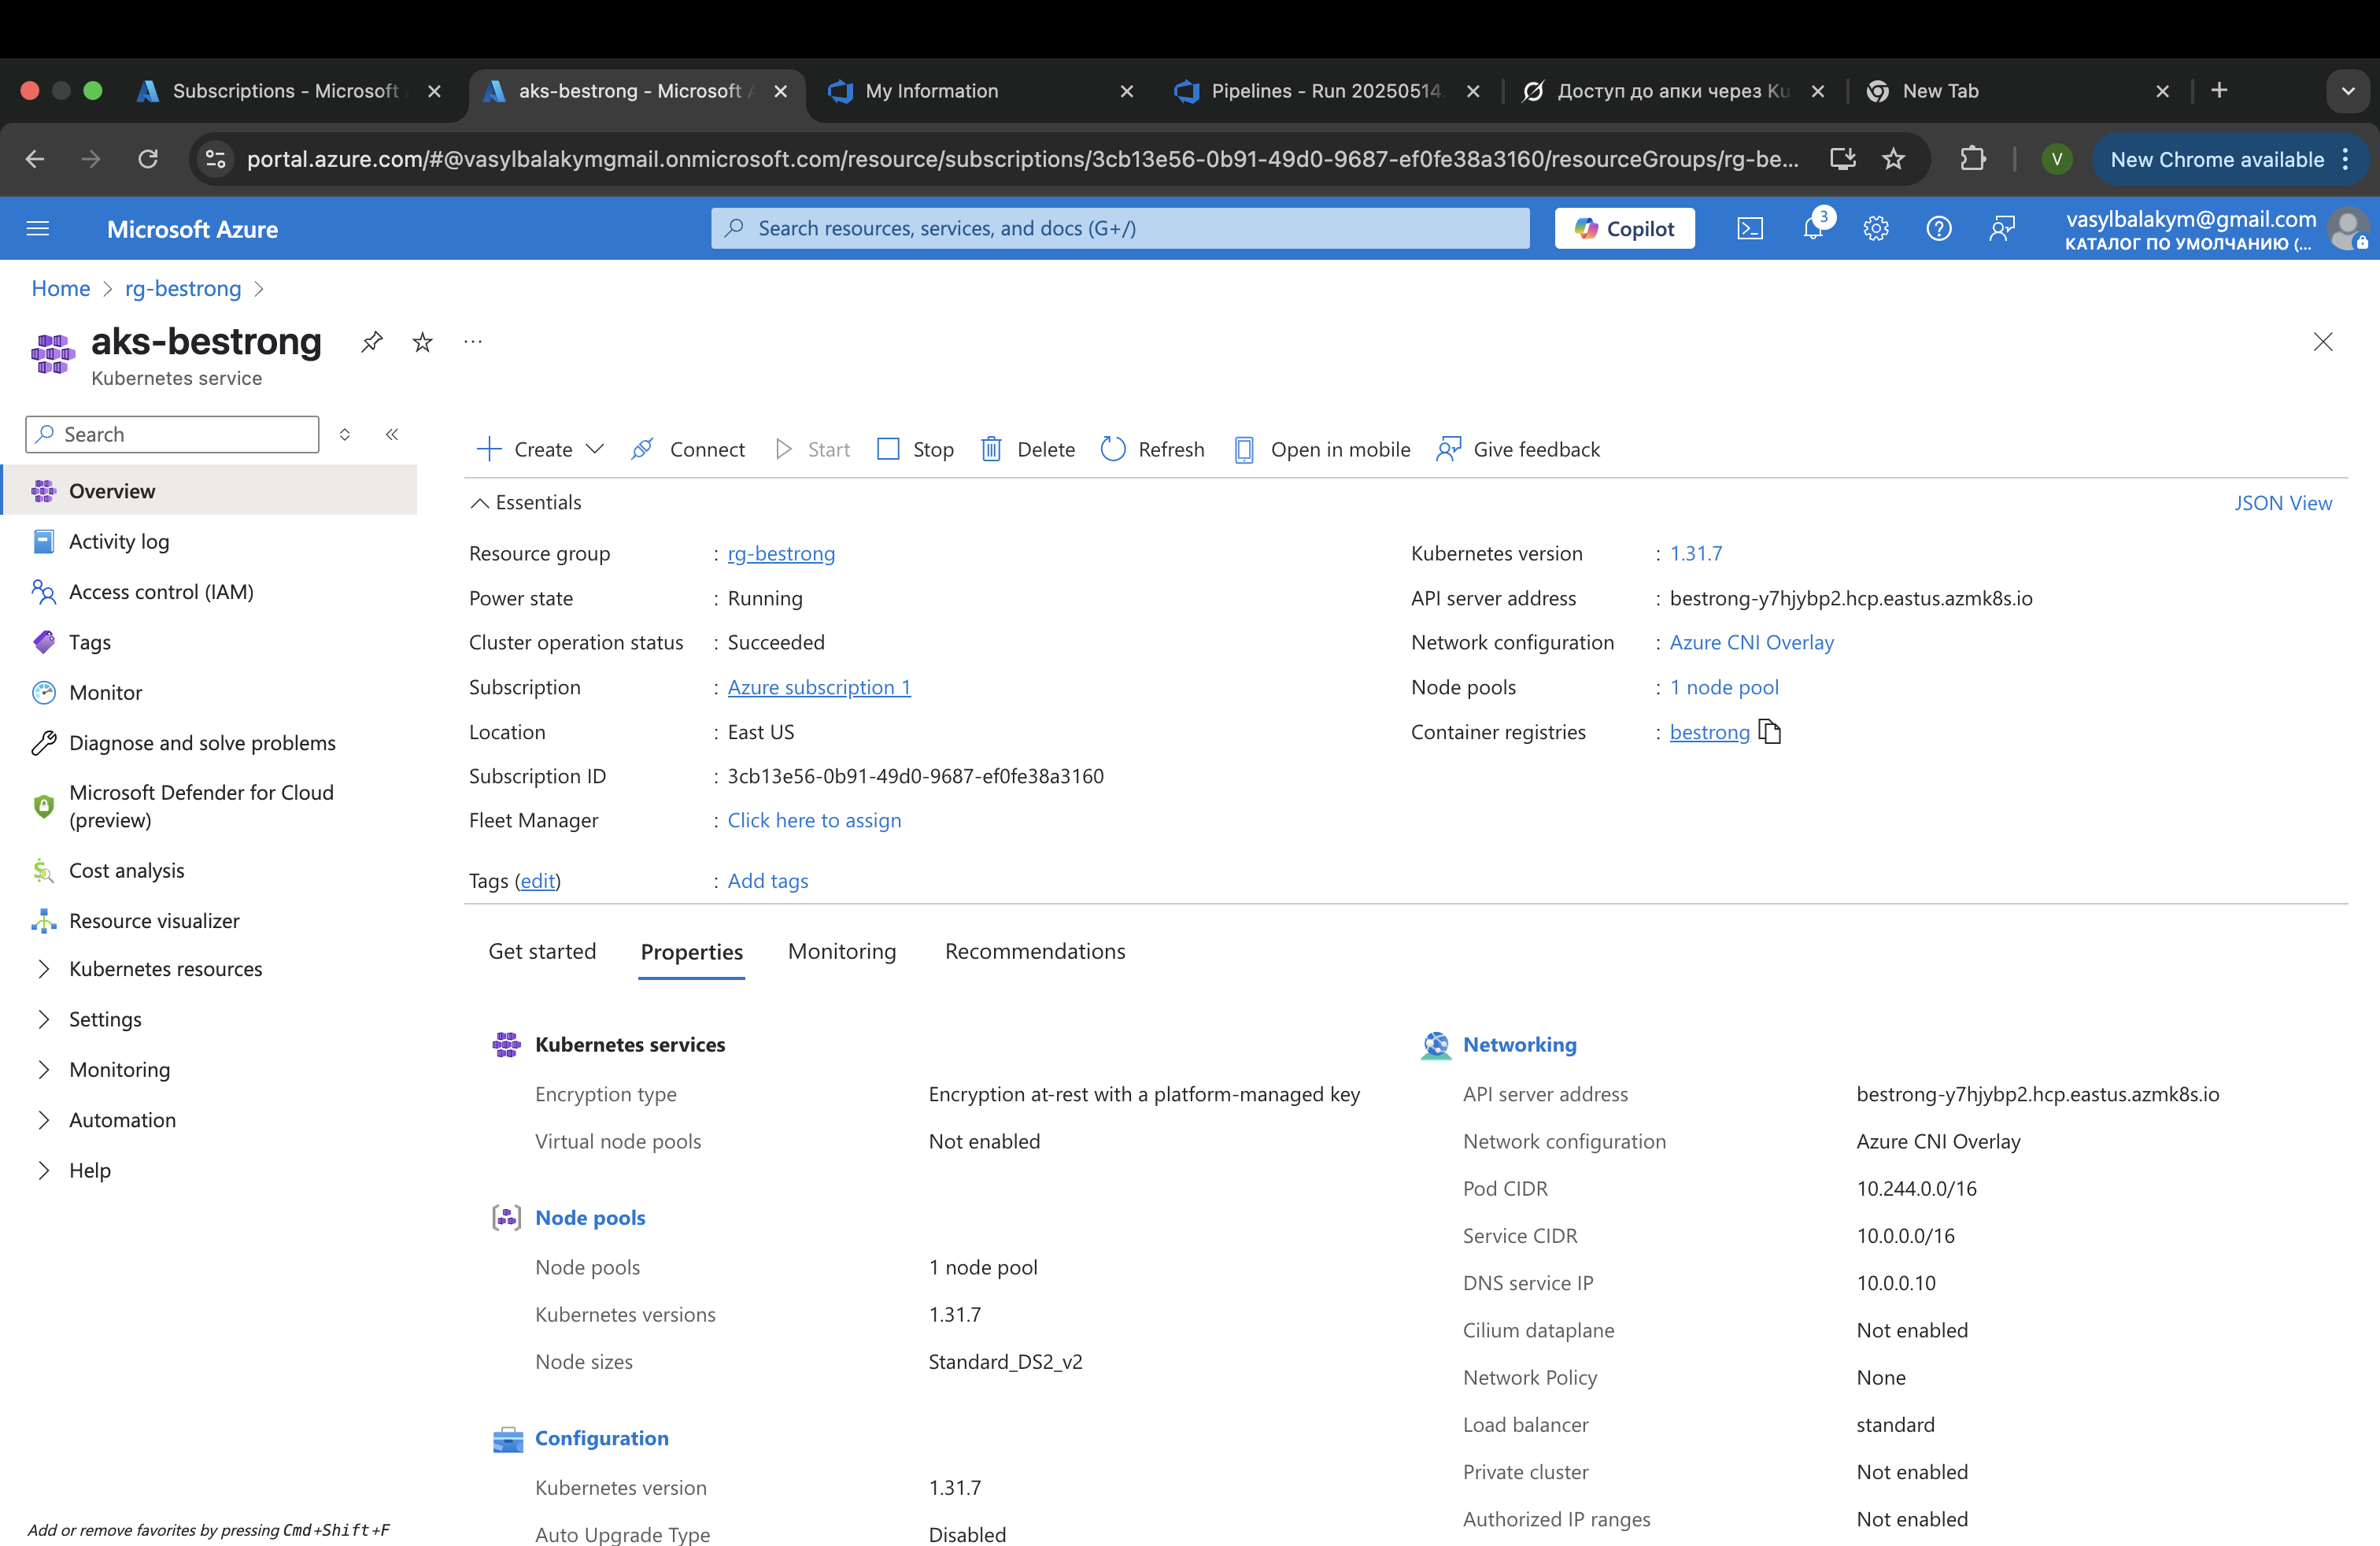 Subscriptions - Microsoft
aks-bestrong - Microsoft
My Information
Pipelines - Run 20250514.
Доступ до апки через Ku
New Tab
portal.azure.com/#@vasylbalakymgmail.onmicrosoft.com/resource/subscriptions/3cb13e56-0b91-49d0-9687-ef0fe38a3160/resourceGroups/rg-be...
V
New Chrome available
Microsoft Azure
Search resources, services, and docs (G+/)
Copilot
3
vasylbalakym@gmail.com
КАТАЛОГ ПО УМОЛЧАНИЮ (...
Home > rg-bestrong >
aks-bestrong
Kubernetes service
Search
Overview
Activity log
Access control (IAM)
Tags
Monitor
Diagnose and solve problems
Microsoft Defender for Cloud
(preview)
Cost analysis
Resource visualizer
Kubernetes resources
Settings
Monitoring
Automation
Help
Add or remove favorites by pressing Cmd+Shift+F
Create
Connect
Start
Stop
Delete
Refresh
Open in mobile
Give feedback
Essentials
JSON View
Resource group : rg-bestrong
Power state : Running
Cluster operation status : Succeeded
Subscription : Azure subscription 1
Location : East US
Subscription ID : 3cb13e56-0b91-49d0-9687-ef0fe38a3160
Fleet Manager : Click here to assign
Kubernetes version : 1.31.7
API server address : bestrong-y7hjybp2.hcp.eastus.azmk8s.io
Network configuration : Azure CNI Overlay
Node pools : 1 node pool
Container registries : bestrong
Tags (edit) : Add tags
Get started
Properties
Monitoring
Recommendations
Kubernetes services
Encryption type Encryption at-rest with a platform-managed key
Virtual node pools Not enabled
Node pools
Node pools 1 node pool
Kubernetes versions 1.31.7
Node sizes Standard_DS2_v2
Configuration
Kubernetes version 1.31.7
Auto Upgrade Type Disabled
Networking
API server address bestrong-y7hjybp2.hcp.eastus.azmk8s.io
Network configuration Azure CNI Overlay
Pod CIDR 10.244.0.0/16
Service CIDR 10.0.0.0/16
DNS service IP 10.0.0.10
Cilium dataplane Not enabled
Network Policy None
Load balancer standard
Private cluster Not enabled
Authorized IP ranges Not enabled